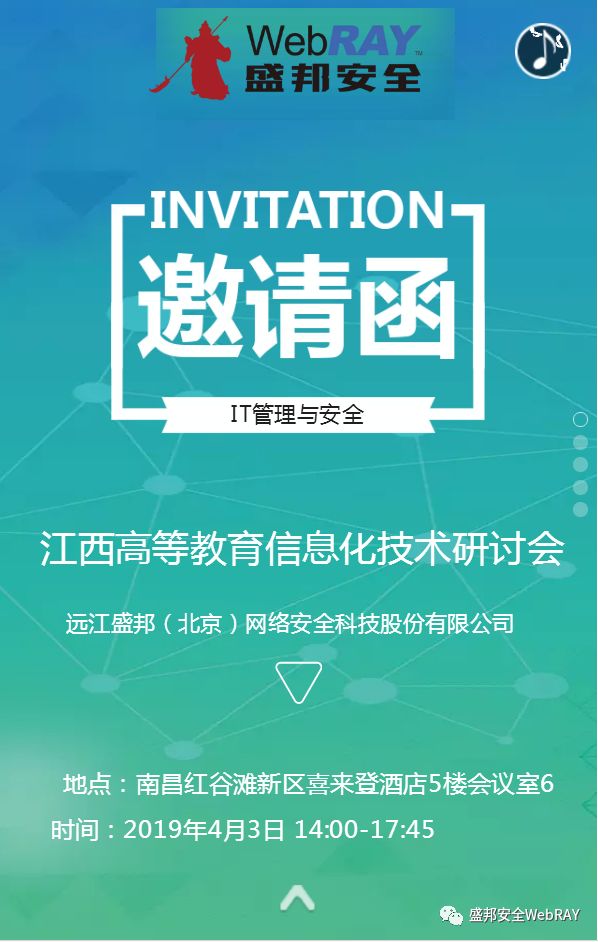 WebRAY™
盛邦安全
INVITATION
邀请函
IT管理与安全
江西高等教育信息化技术研讨会
远江盛邦（北京）网络安全科技股份有限公司
地点：南昌红谷滩新区喜来登酒店5楼会议室6
时间：2019年4月3日 14:00-17:45
盛邦安全WebRAY